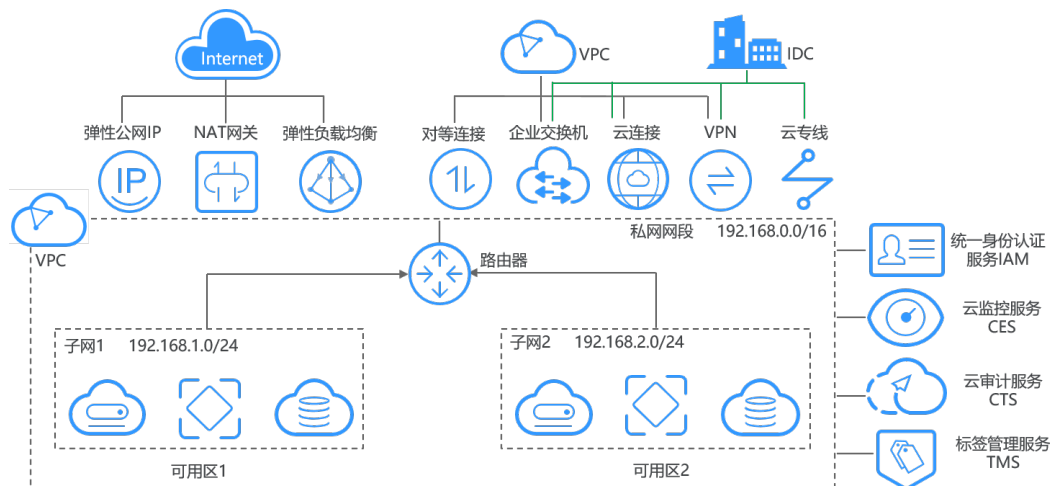 Internet
VPC
IDC
弹性公网IP
NAT网关
弹性负载均衡
对等连接
企业交换机
云连接
VPN
云专线
IP
VPC
私网网段 192.168.0.0/16
路由器
统一身份认证
服务IAM
子网1 192.168.1.0/24
子网2 192.168.2.0/24
云监控服务
CES
云审计服务
CTS
标签管理服务
TMS
可用区1
可用区2